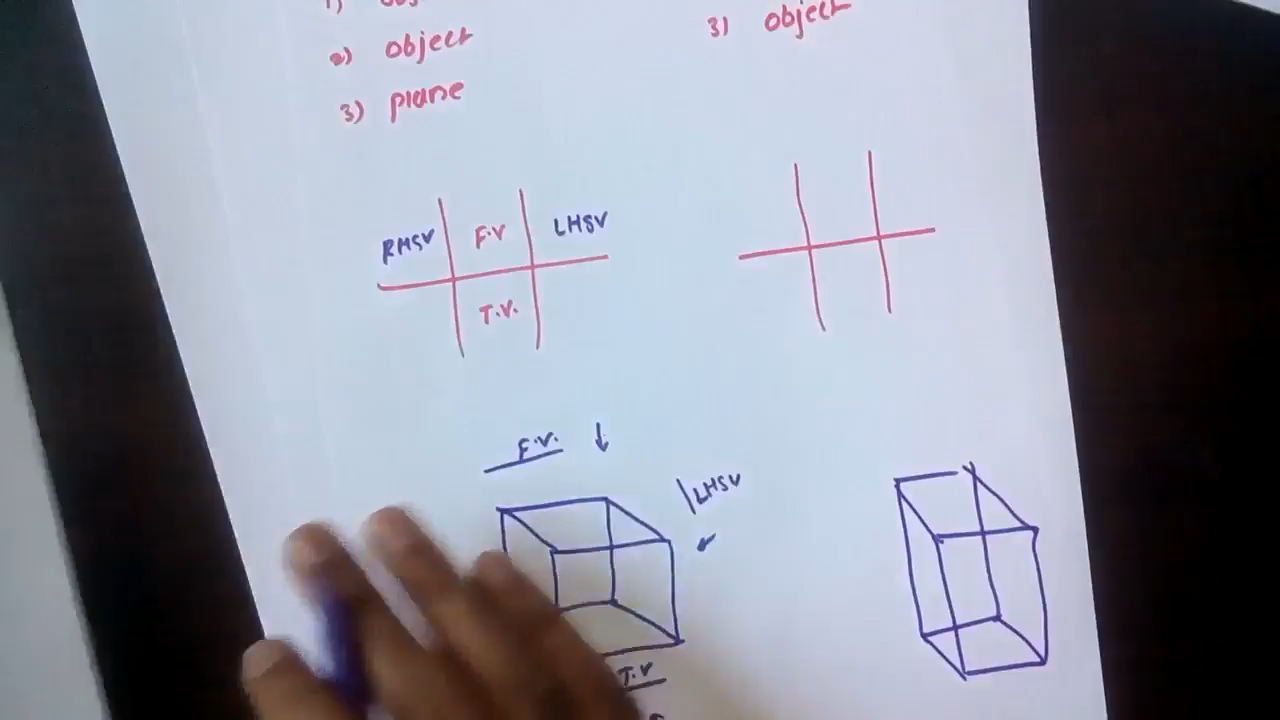 2) object
3) plane
3) object
RHSV F.V LHSV
T.V.
F.V. ↓
LHSV
T.V